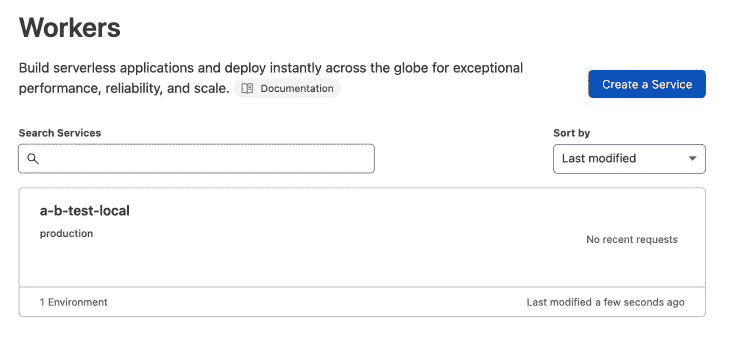 Workers
Build serverless applications and deploy instantly across the globe for exceptional
performance, reliability, and scale. Documentation
Create a Service
Search Services
Sort by
Last modified
a-b-test-local
production
No recent requests
1 Environment
Last modified a few seconds ago